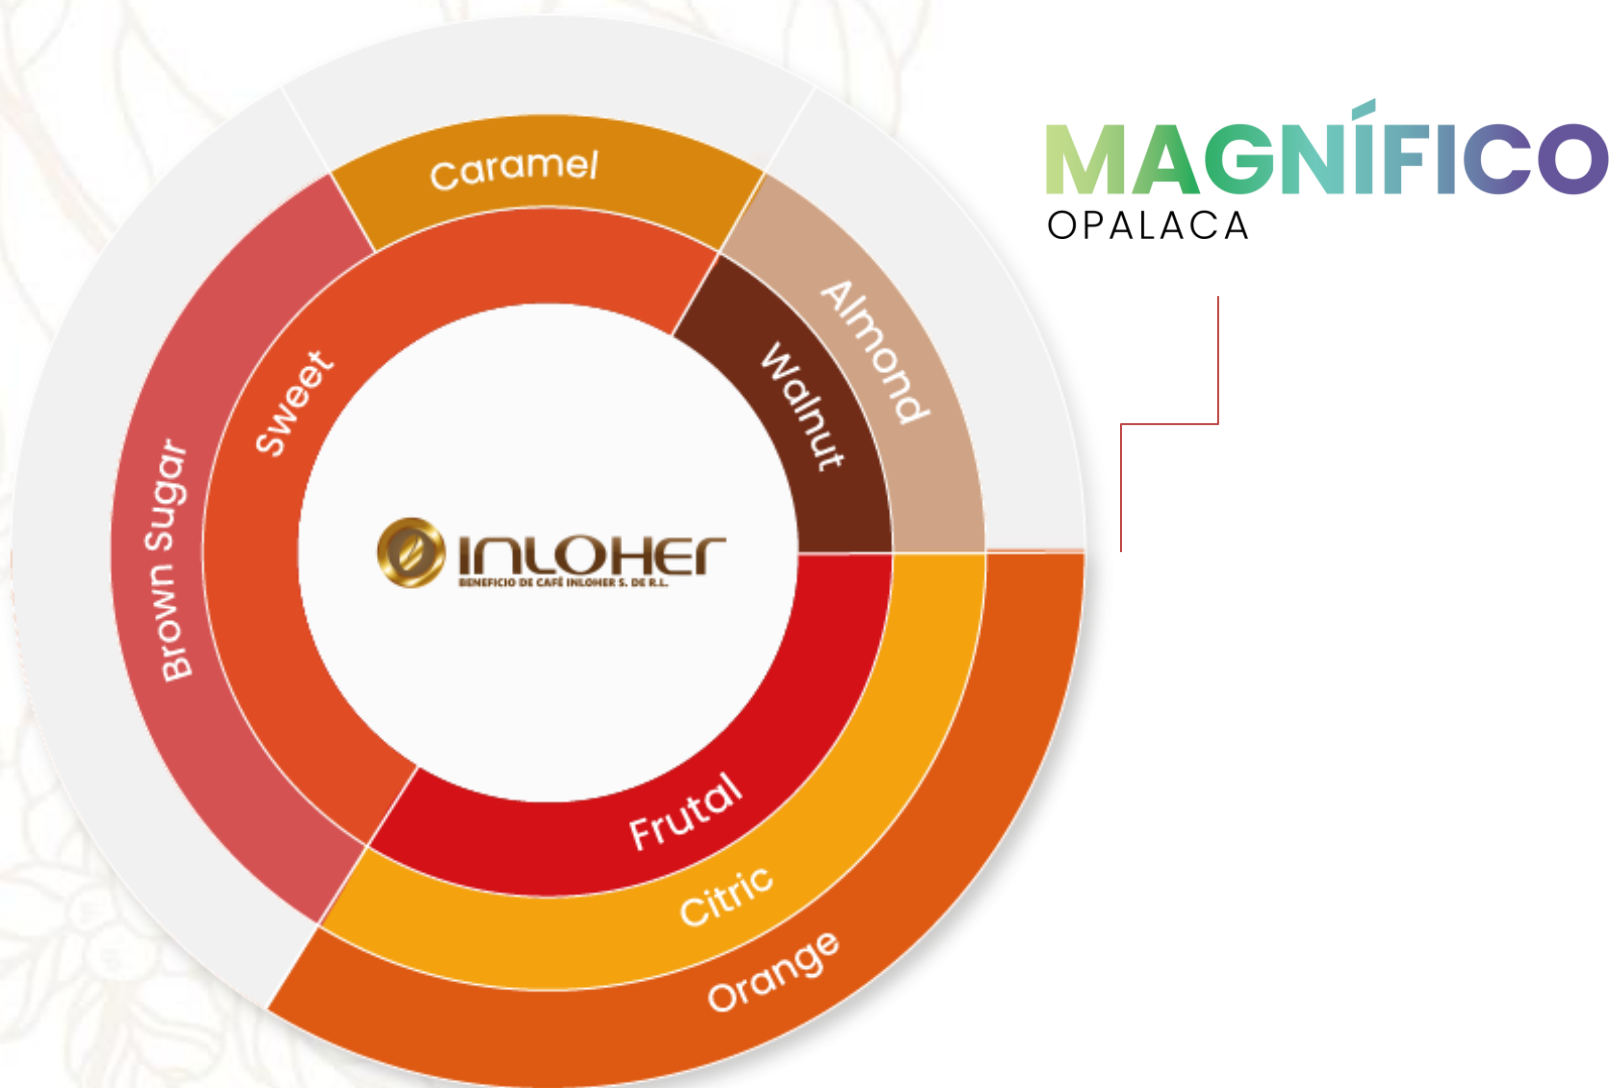 MAGNÍFICO
OPALACA
Caramel
Almond
Walnut
Sweet
Brown Sugar
INLOHER
BENEFICIO DE CAFÉ INLOHER S. DE R.L.
Frutal
Citric
Orange